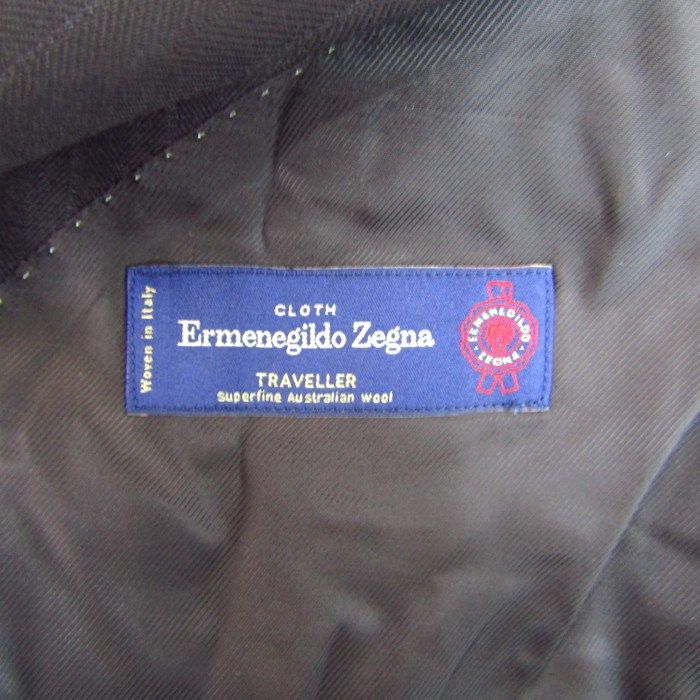 Woven in Italy
CLOTH
Ermenegildo Zegna
TRAVELLER
Superfine Australian Wool
ERMENEGILDO
ZEGNA